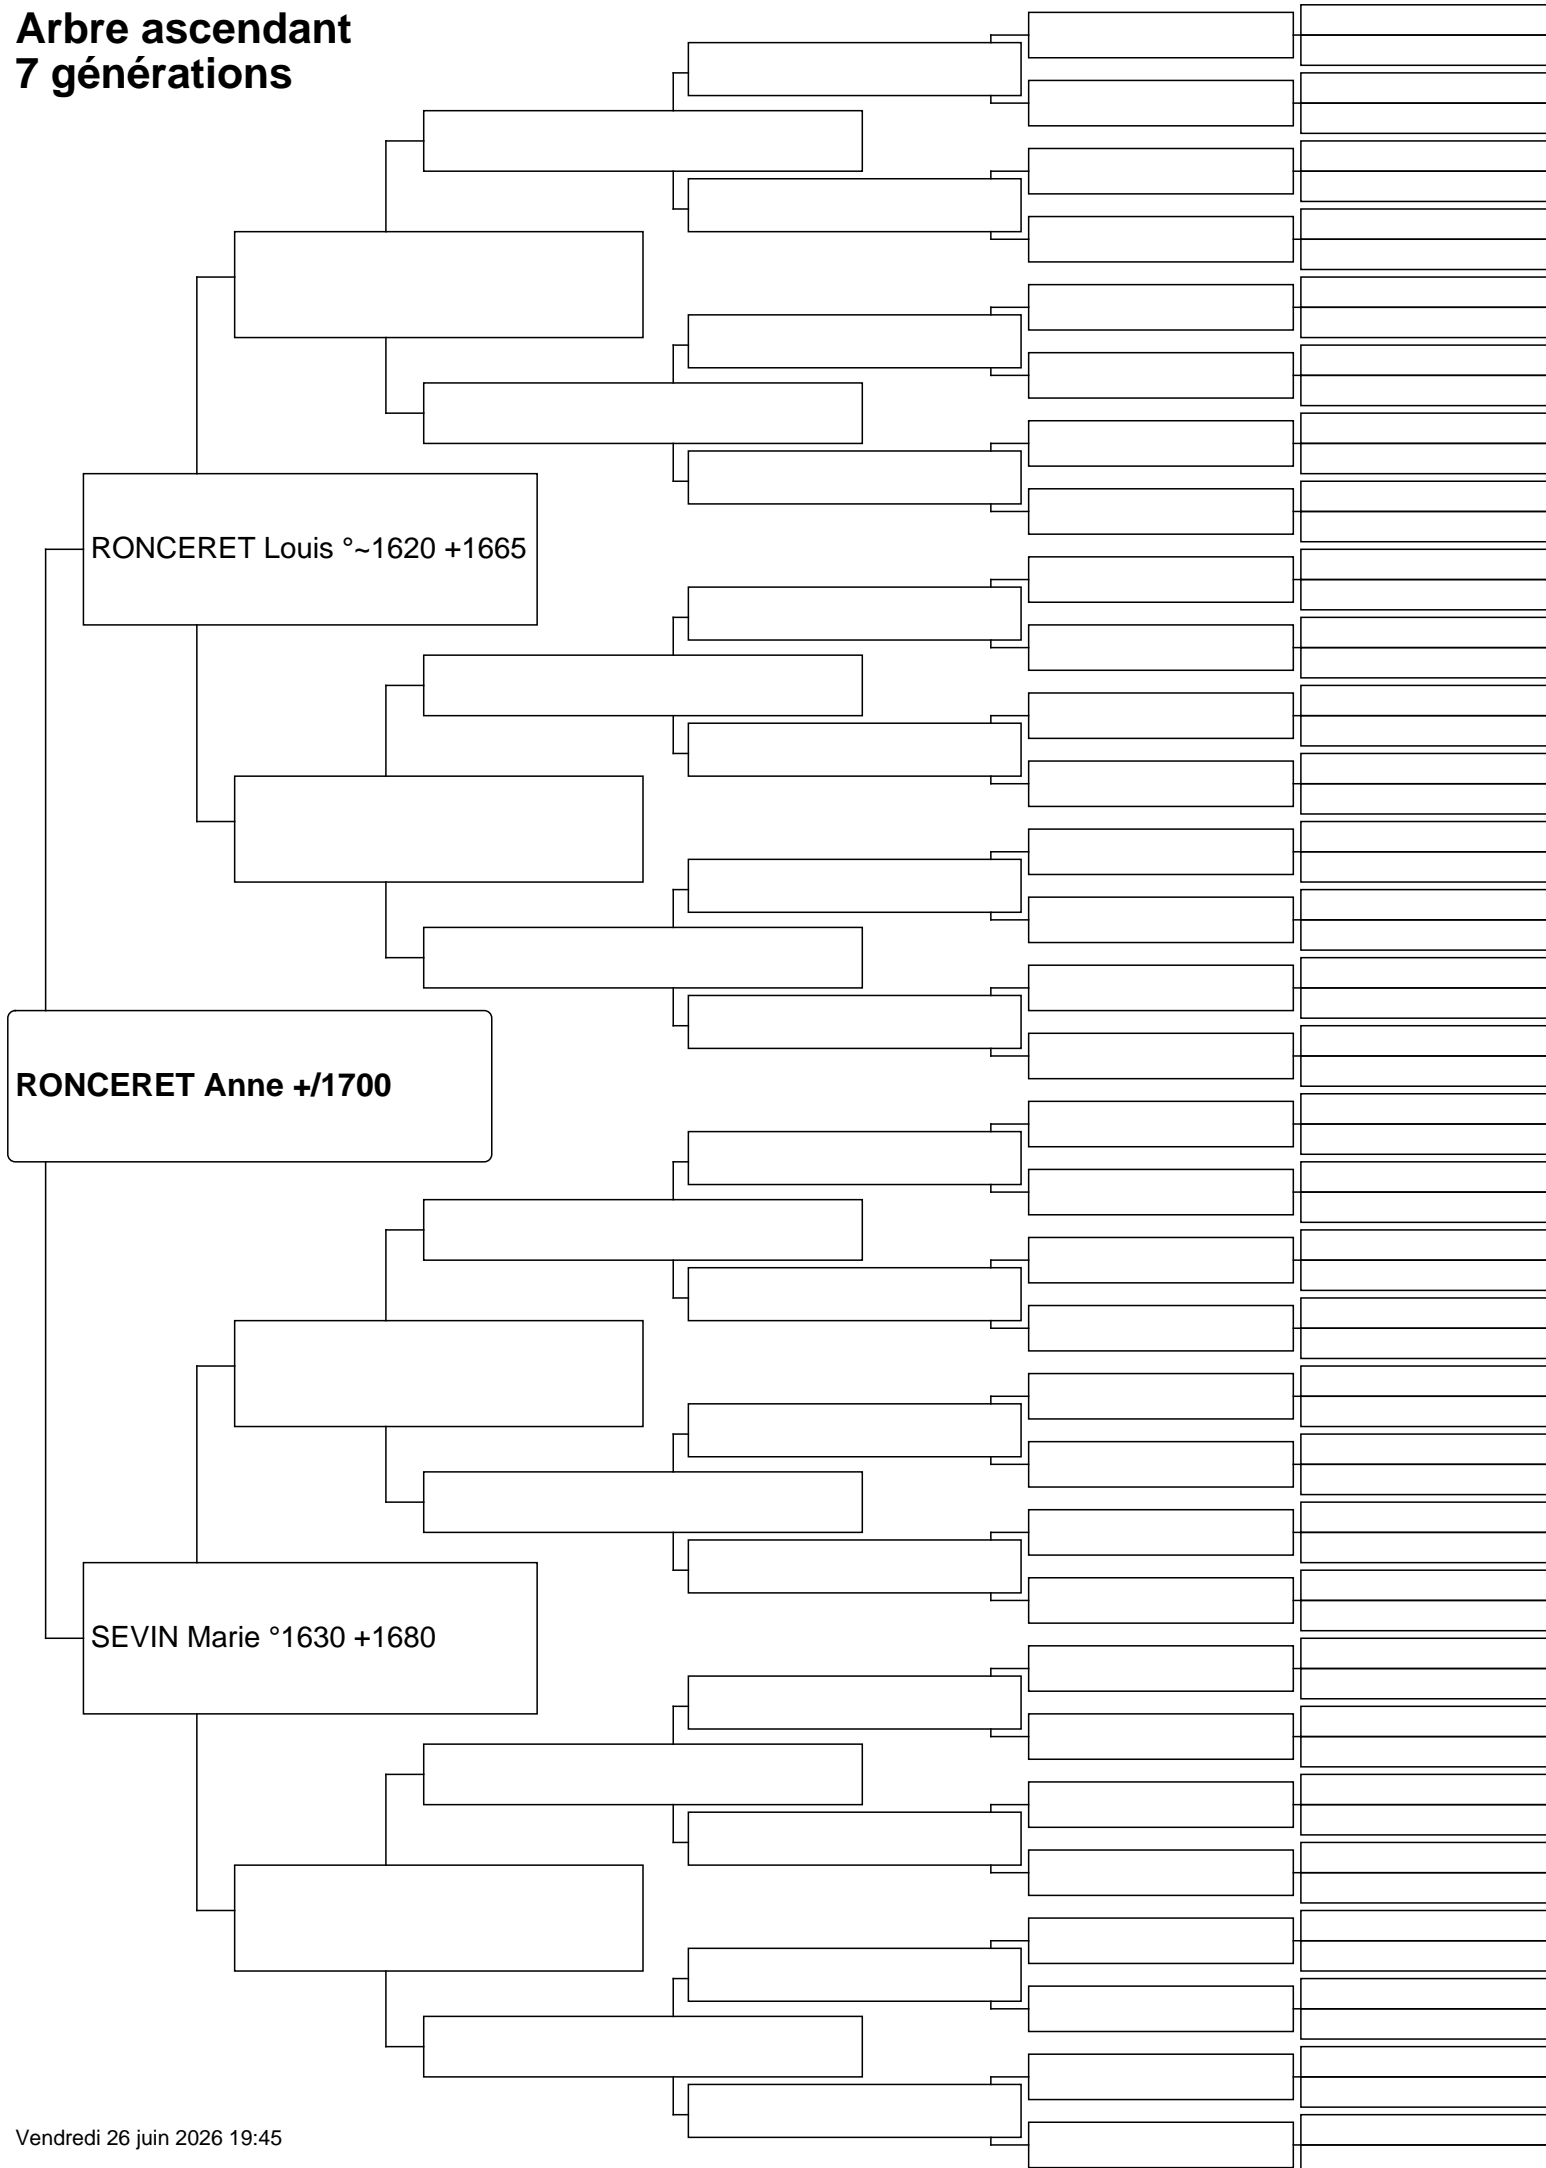 Arbre ascendant
7 générations
RONCERET Louis °~1620 +1665
RONCERET Anne +/1700
SEVIN Marie °1630 +1680
Vendredi 26 juin 2026 19:45